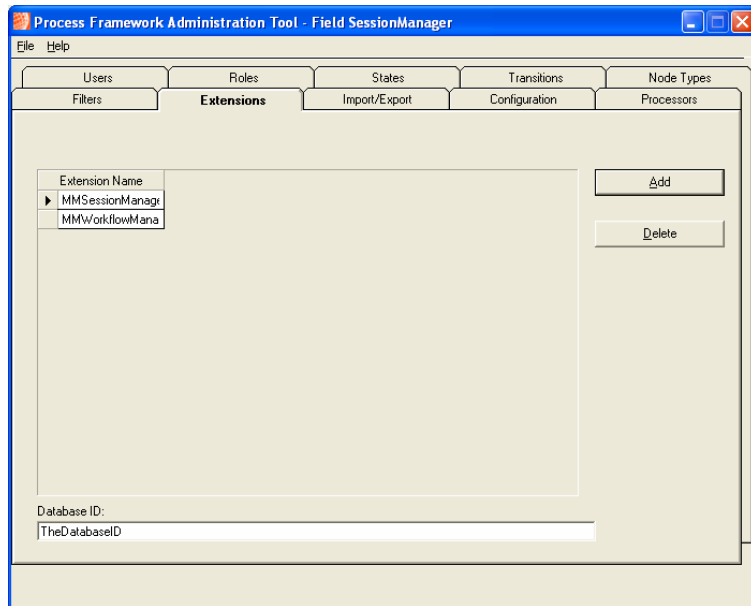 Process Framework Administration Tool - Field SessionManager
File Help
Users Roles States Transitions Node Types
Filters Extensions Import/Export Configuration Processors
Extension Name
MMSessionManage
MMWorkflowMana
Add
Delete
Database ID:
TheDatabaseID